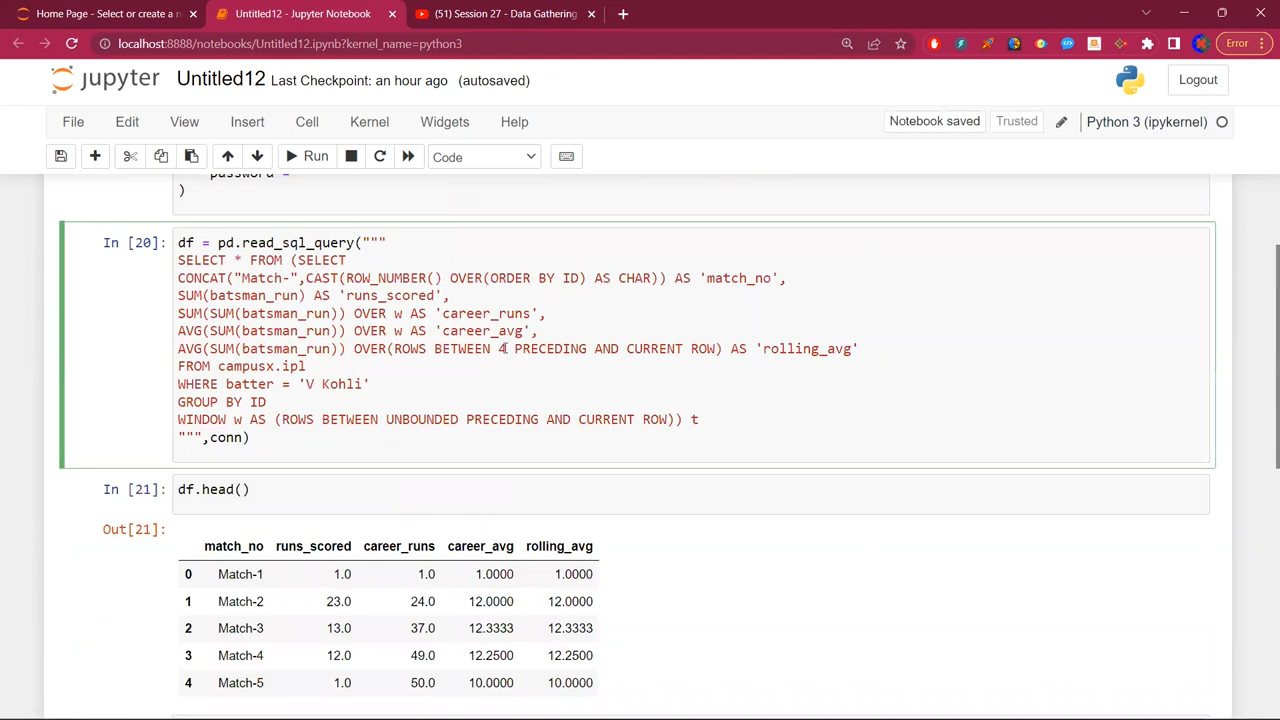 Home Page - Select or create a n
Untitled12 - Jupyter Notebook
(51) Session 27 - Data Gathering
localhost:8888/notebooks/Untitled12.ipynb?kernel_name=python3
Error
jupyter Untitled12 Last Checkpoint: an hour ago (autosaved)
Logout
File Edit View Insert Cell Kernel Widgets Help
Notebook saved Trusted Python 3 (ipykernel)
Run Code
password =
)
In [20]: df = pd.read_sql_query("""
SELECT * FROM (SELECT
CONCAT("Match-",CAST(ROW_NUMBER() OVER(ORDER BY ID) AS CHAR)) AS 'match_no',
SUM(batsman_run) AS 'runs_scored',
SUM(SUM(batsman_run)) OVER w AS 'career_runs',
AVG(SUM(batsman_run)) OVER w AS 'career_avg',
AVG(SUM(batsman_run)) OVER(ROWS BETWEEN 4 PRECEDING AND CURRENT ROW) AS 'rolling_avg'
FROM campusx.ipl
WHERE batter = 'V Kohli'
GROUP BY ID
WINDOW w AS (ROWS BETWEEN UNBOUNDED PRECEDING AND CURRENT ROW)) t
""",conn)
In [21]: df.head()
Out[21]:
match_no runs_scored career_runs career_avg rolling_avg
0 Match-1 1.0 1.0 1.0000 1.0000
1 Match-2 23.0 24.0 12.0000 12.0000
2 Match-3 13.0 37.0 12.3333 12.3333
3 Match-4 12.0 49.0 12.2500 12.2500
4 Match-5 1.0 50.0 10.0000 10.0000